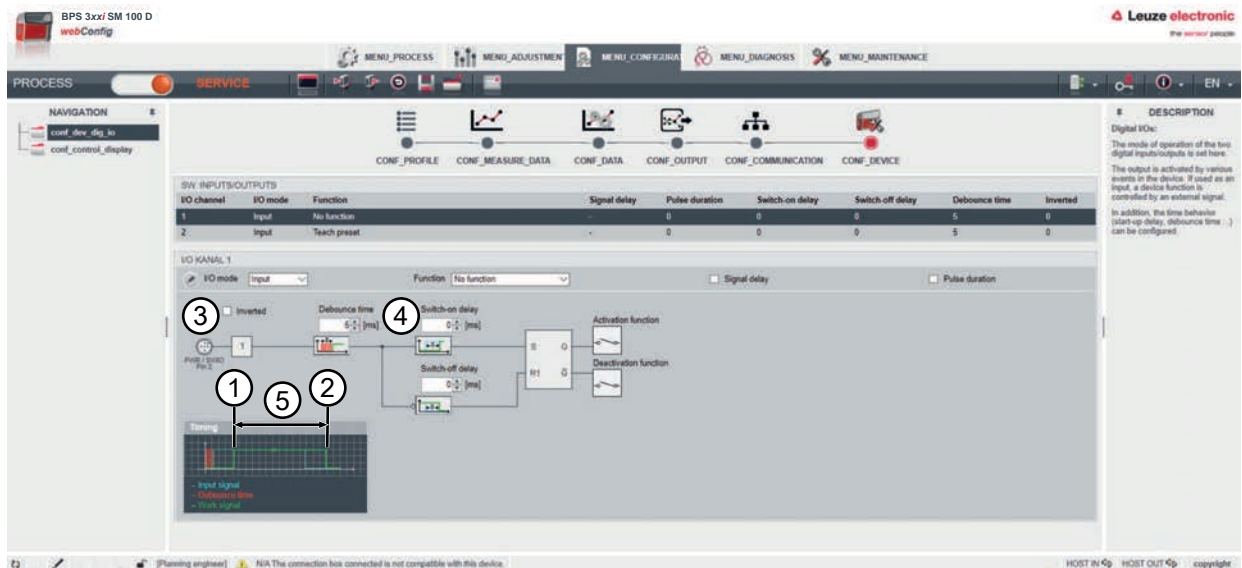 BPS 3xxi SM 100 D
webConfig
Leuze electronic
the sensor people
MENU_PROCESS
MENU_ADJUSTMEN
MENU_CONFIGURA
MENU_DIAGNOSIS
MENU_MAINTENANCE
PROCESS
SERVICE
EN
NAVIGATION
conf_dev_dig_io
conf_control_display
CONF_PROFILE
CONF_MEASURE_DATA
CONF_DATA
CONF_OUTPUT
CONF_COMMUNICATION
CONF_DEVICE
DESCRIPTION
Digital I/Os:
The mode of operation of the two
digital inputs/outputs is set here.
The output is activated by various
events in the device. If used as an
input, a device function is
controlled by an external signal.
In addition, the time behavior
(start-up delay, debounce time ...)
can be configured.
SW. INPUTS/OUTPUTS
I/O channel I/O mode Function Signal delay Pulse duration Switch-on delay Switch-off delay Debounce time Inverted
1 Input No function - 0 0 0 5 0
2 Input Teach preset - 0 0 0 5 0
I/O KANAL 1
I/O mode Input Function No function Signal delay Pulse duration
3 Inverted Debounce time 4 Switch-on delay
5 [ms] 0 [ms] Activation function
1 S Q
PWR / SWIO
Pin 2
Switch-off delay Deactivation function
0 [ms] R1 Q̅
1 5 2
Timing
– Input signal
– Debounce time
– Work signal
[Planning engineer] N/A The connection box connected is not compatible with this device.
HOST IN HOST OUT copyright